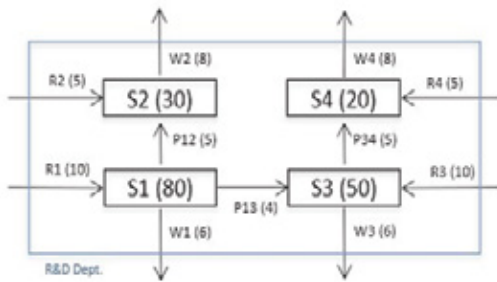 W2 (8)
W4 (8)
R2 (5)
R4 (5)
S2 (30)
S4 (20)
P12 (5)
P34 (5)
R1 (10)
R3 (10)
S1 (80)
S3 (50)
P13 (4)
W1 (6)
W3 (6)
R&D Dept.